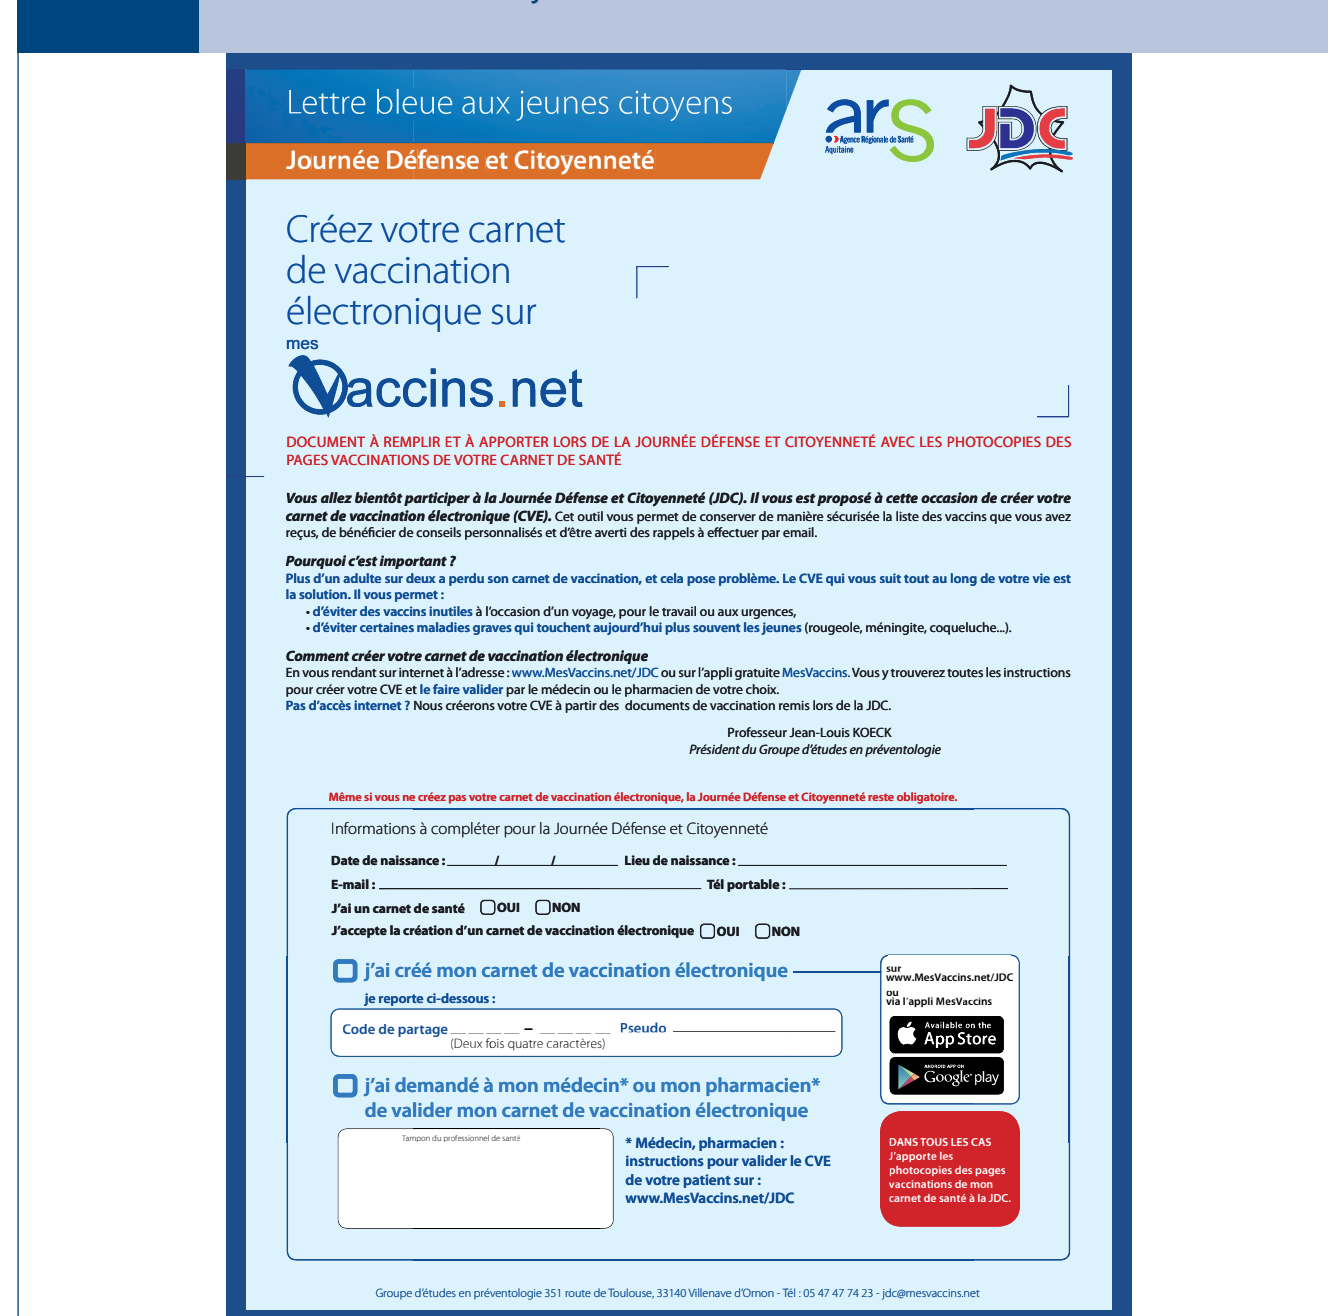 Lettre bleue aux jeunes citoyens
Journée Défense et Citoyenneté
ars
Agence Régionale de Santé
Aquitaine
JDC
Créez votre carnet
de vaccination
électronique sur
mes
Vaccins.net
DOCUMENT À REMPLIR ET À APPORTER LORS DE LA JOURNÉE DÉFENSE ET CITOYENNETÉ AVEC LES PHOTOCOPIES DES
PAGES VACCINATIONS DE VOTRE CARNET DE SANTÉ
Vous allez bientôt participer à la Journée Défense et Citoyenneté (JDC). Il vous est proposé à cette occasion de créer votre
carnet de vaccination électronique (CVE). Cet outil vous permet de conserver de manière sécurisée la liste des vaccins que vous avez
reçus, de bénéficier de conseils personnalisés et d'être averti des rappels à effectuer par email.
Pourquoi c'est important ?
Plus d'un adulte sur deux a perdu son carnet de vaccination, et cela pose problème. Le CVE qui vous suit tout au long de votre vie est
la solution. Il vous permet :
• d'éviter des vaccins inutiles à l'occasion d'un voyage, pour le travail ou aux urgences,
• d'éviter certaines maladies graves qui touchent aujourd'hui plus souvent les jeunes (rougeole, méningite, coqueluche...).
Comment créer votre carnet de vaccination électronique
En vous rendant sur internet à l'adresse : www.MesVaccins.net/JDC ou sur l'appli gratuite MesVaccins. Vous y trouverez toutes les instructions
pour créer votre CVE et le faire valider par le médecin ou le pharmacien de votre choix.
Pas d'accès internet ? Nous créerons votre CVE à partir des documents de vaccination remis lors de la JDC.
Professeur Jean-Louis KOECK
Président du Groupe d'études en préventologie
Même si vous ne créez pas votre carnet de vaccination électronique, la Journée Défense et Citoyenneté reste obligatoire.
Informations à compléter pour la Journée Défense et Citoyenneté
Date de naissance : ______/______/______ Lieu de naissance : ______
E-mail : ______ Tél portable : ______
J'ai un carnet de santé OUI NON
J'accepte la création d'un carnet de vaccination électronique OUI NON
j'ai créé mon carnet de vaccination électronique
je reporte ci-dessous :
Code de partage __ __ __ __ – __ __ __ __ Pseudo ______
(Deux fois quatre caractères)
sur
www.MesVaccins.net/JDC
ou
via l'appli MesVaccins
Available on the
App Store
ANDROID APP ON
Google play
j'ai demandé à mon médecin* ou mon pharmacien*
de valider mon carnet de vaccination électronique
Tampon du professionnel de santé
* Médecin, pharmacien :
instructions pour valider le CVE
de votre patient sur :
www.MesVaccins.net/JDC
DANS TOUS LES CAS
J'apporte les
photocopies des pages
vaccinations de mon
carnet de santé à la JDC.
Groupe d'études en préventologie 351 route de Toulouse, 33140 Villenave d'Ornon - Tél : 05 47 47 74 23 - jdc@mesvaccins.net